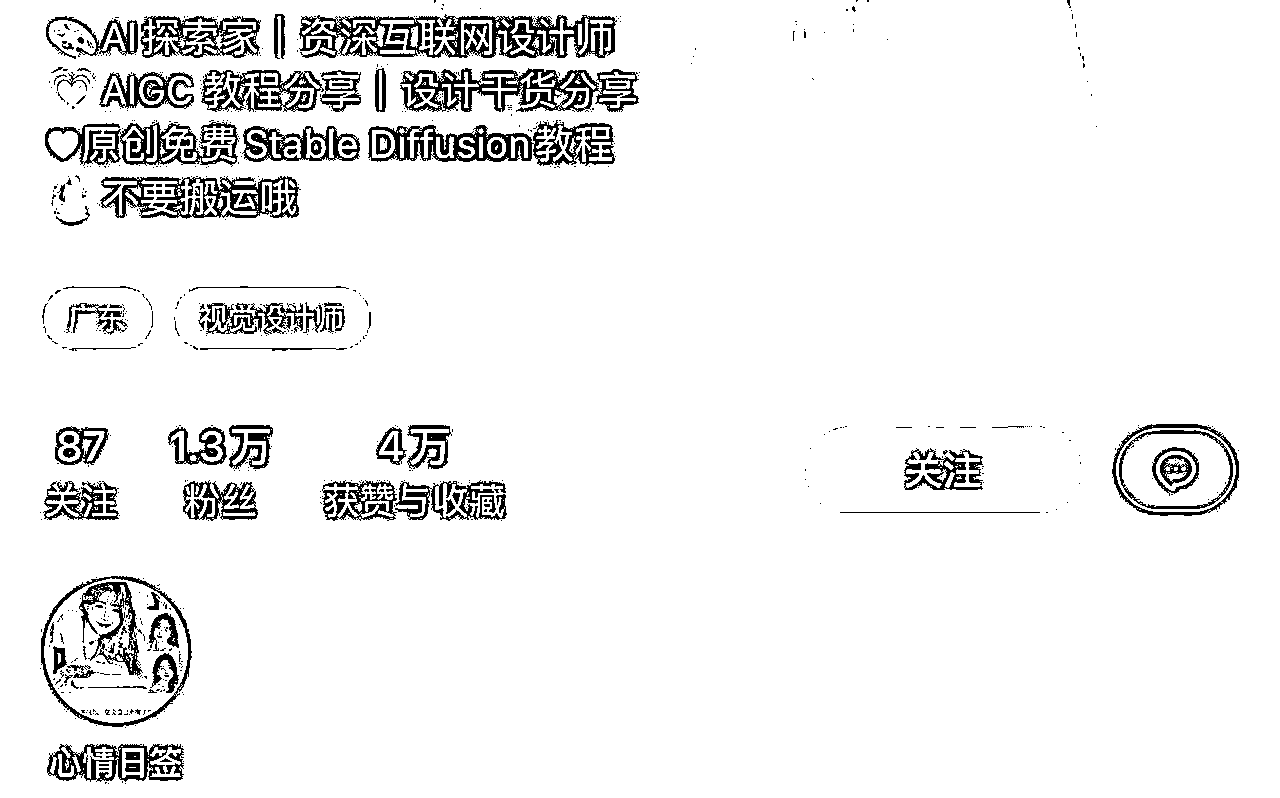 AI探索家｜资深互联网设计师
AIGC 教程分享｜设计干货分享
原创免费 Stable Diffusion教程
不要搬运哦
广东 视觉设计师
87 1.3万 4万
关注 粉丝 获赞与收藏
关注
心情日签